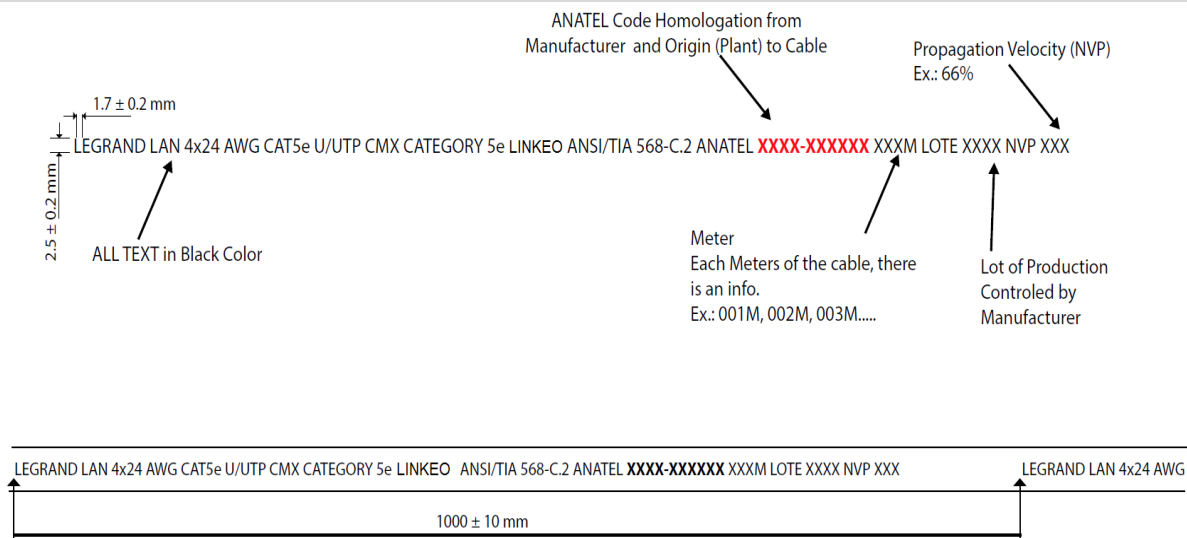 ANATEL Code Homologation from
Manufacturer and Origin (Plant) to Cable
Propagation Velocity (NVP)
Ex.: 66%
1.7 ± 0.2 mm
LEGRAND LAN 4x24 AWG CAT5e U/UTP CMX CATEGORY 5e LINKEO ANSI/TIA 568-C.2 ANATEL XXXX-XXXXXX XXXM LOTE XXXX NVP XXX
2.5 ± 0.2 mm
ALL TEXT in Black Color
Meter
Each Meters of the cable, there
is an info.
Ex.: 001M, 002M, 003M.....
Lot of Production
Controled by
Manufacturer
LEGRAND LAN 4x24 AWG CAT5e U/UTP CMX CATEGORY 5e LINKEO ANSI/TIA 568-C.2 ANATEL XXXX-XXXXXX XXXM LOTE XXXX NVP XXX LEGRAND LAN 4x24 AWG
1000 ± 10 mm